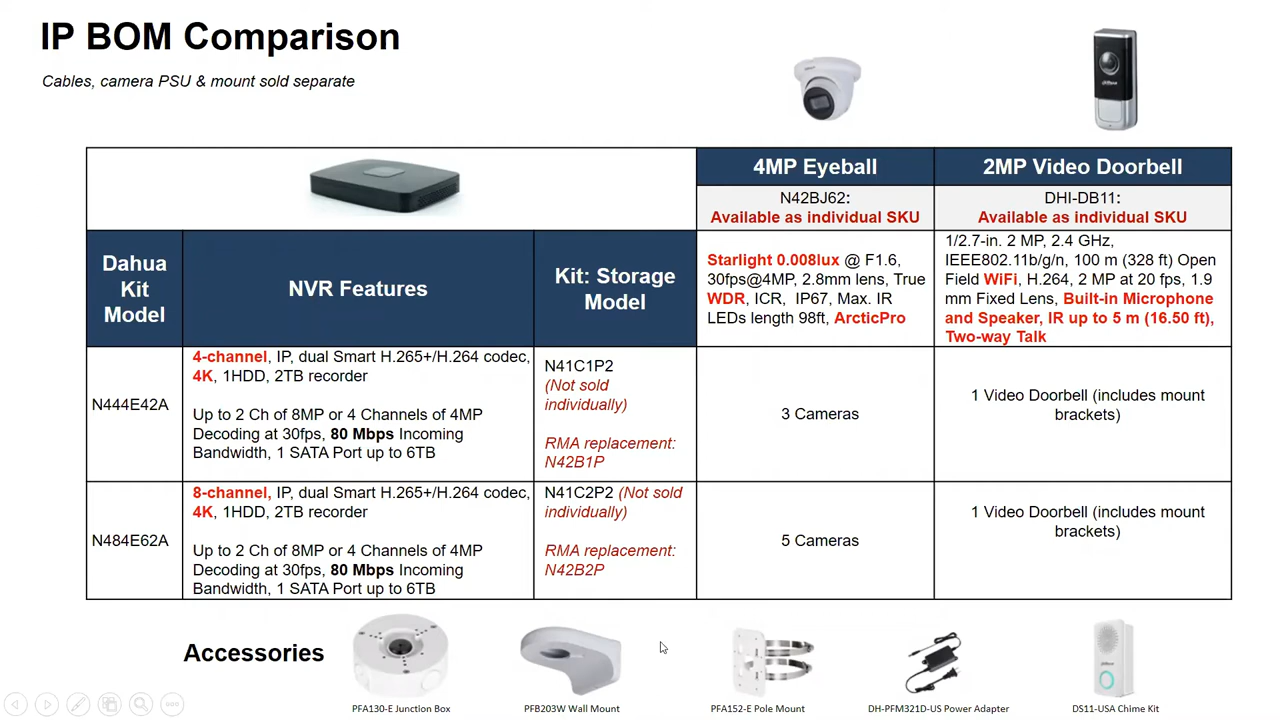 IP BOM Comparison
Cables, camera PSU & mount sold separate
4MP Eyeball
2MP Video Doorbell
N42BJ62:
Available as individual SKU
DHI-DB11:
Available as individual SKU
Dahua
Kit
Model
NVR Features
Kit: Storage
Model
Starlight 0.008lux @ F1.6,
30fps@4MP, 2.8mm lens, True
WDR, ICR, IP67, Max. IR
LEDs length 98ft, ArcticPro
1/2.7-in. 2 MP, 2.4 GHz,
IEEE802.11b/g/n, 100 m (328 ft) Open
Field WiFi, H.264, 2 MP at 20 fps, 1.9
mm Fixed Lens, Built-in Microphone
and Speaker, IR up to 5 m (16.50 ft),
Two-way Talk
N444E42A
4-channel, IP, dual Smart H.265+/H.264 codec,
4K, 1HDD, 2TB recorder
Up to 2 Ch of 8MP or 4 Channels of 4MP
Decoding at 30fps, 80 Mbps Incoming
Bandwidth, 1 SATA Port up to 6TB
N41C1P2
(Not sold
individually)
RMA replacement:
N42B1P
3 Cameras
1 Video Doorbell (includes mount
brackets)
N484E62A
8-channel, IP, dual Smart H.265+/H.264 codec,
4K, 1HDD, 2TB recorder
Up to 2 Ch of 8MP or 4 Channels of 4MP
Decoding at 30fps, 80 Mbps Incoming
Bandwidth, 1 SATA Port up to 6TB
N41C2P2 (Not sold
individually)
RMA replacement:
N42B2P
5 Cameras
1 Video Doorbell (includes mount
brackets)
Accessories
PFA130-E Junction Box
PFB203W Wall Mount
PFA152-E Pole Mount
DH-PFM321D-US Power Adapter
DS11-USA Chime Kit